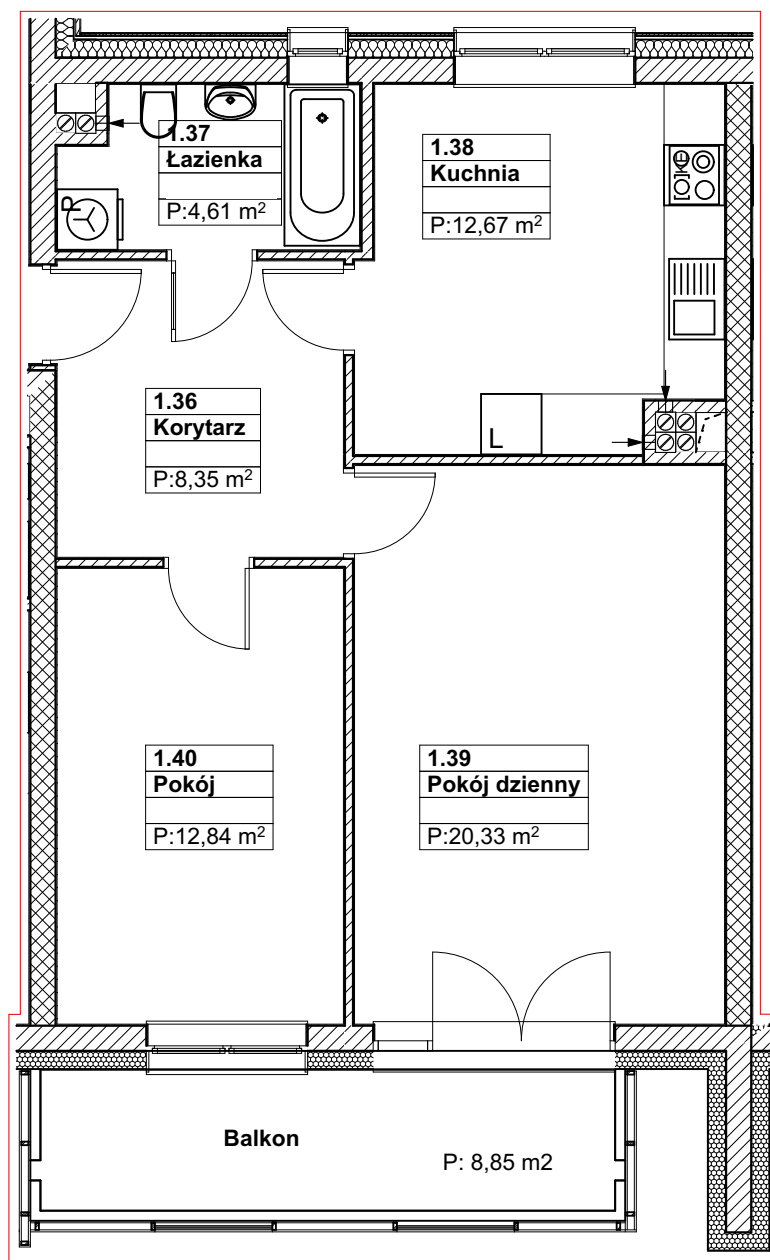 1.37
Łazienka
P:4,61 m²
1.38
Kuchnia
P:12,67 m²
P
L
1.36
Korytarz
P:8,35 m²
1.40
Pokój
P:12,84 m²
1.39
Pokój dzienny
P:20,33 m²
Balkon
P: 8,85 m2